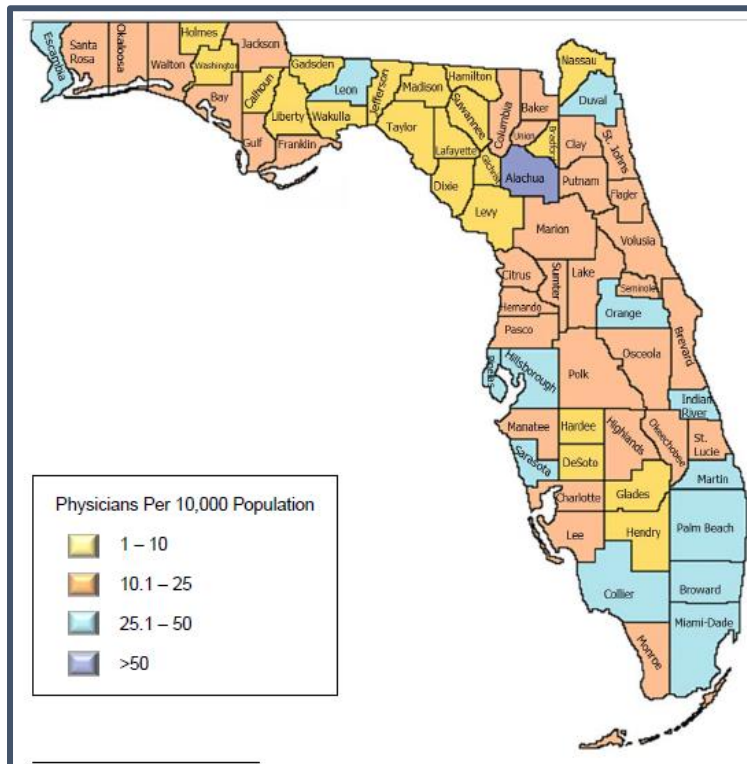 Escambia
Santa
Rosa
Okaloosa
Walton
Holmes
Washington
Jackson
Bay
Calhoun
Gulf
Liberty
Gadsden
Franklin
Leon
Wakulla
Jefferson
Madison
Taylor
Hamilton
Suwannee
Lafayette
Dixie
Columbia
Gilchrist
Levy
Baker
Union
Bradford
Alachua
Nassau
Duval
Clay
St. Johns
Putnam
Flagler
Marion
Volusia
Citrus
Sumter
Lake
Hernando
Seminole
Pasco
Orange
Brevard
Pinellas
Hillsborough
Polk
Osceola
Indian
River
Manatee
Hardee
Highlands
Okeechobee
St.
Lucie
Sarasota
DeSoto
Martin
Charlotte
Glades
Lee
Hendry
Palm Beach
Collier
Broward
Monroe
Miami-Dade
Physicians Per 10,000 Population
1 – 10
10.1 – 25
25.1 – 50
>50